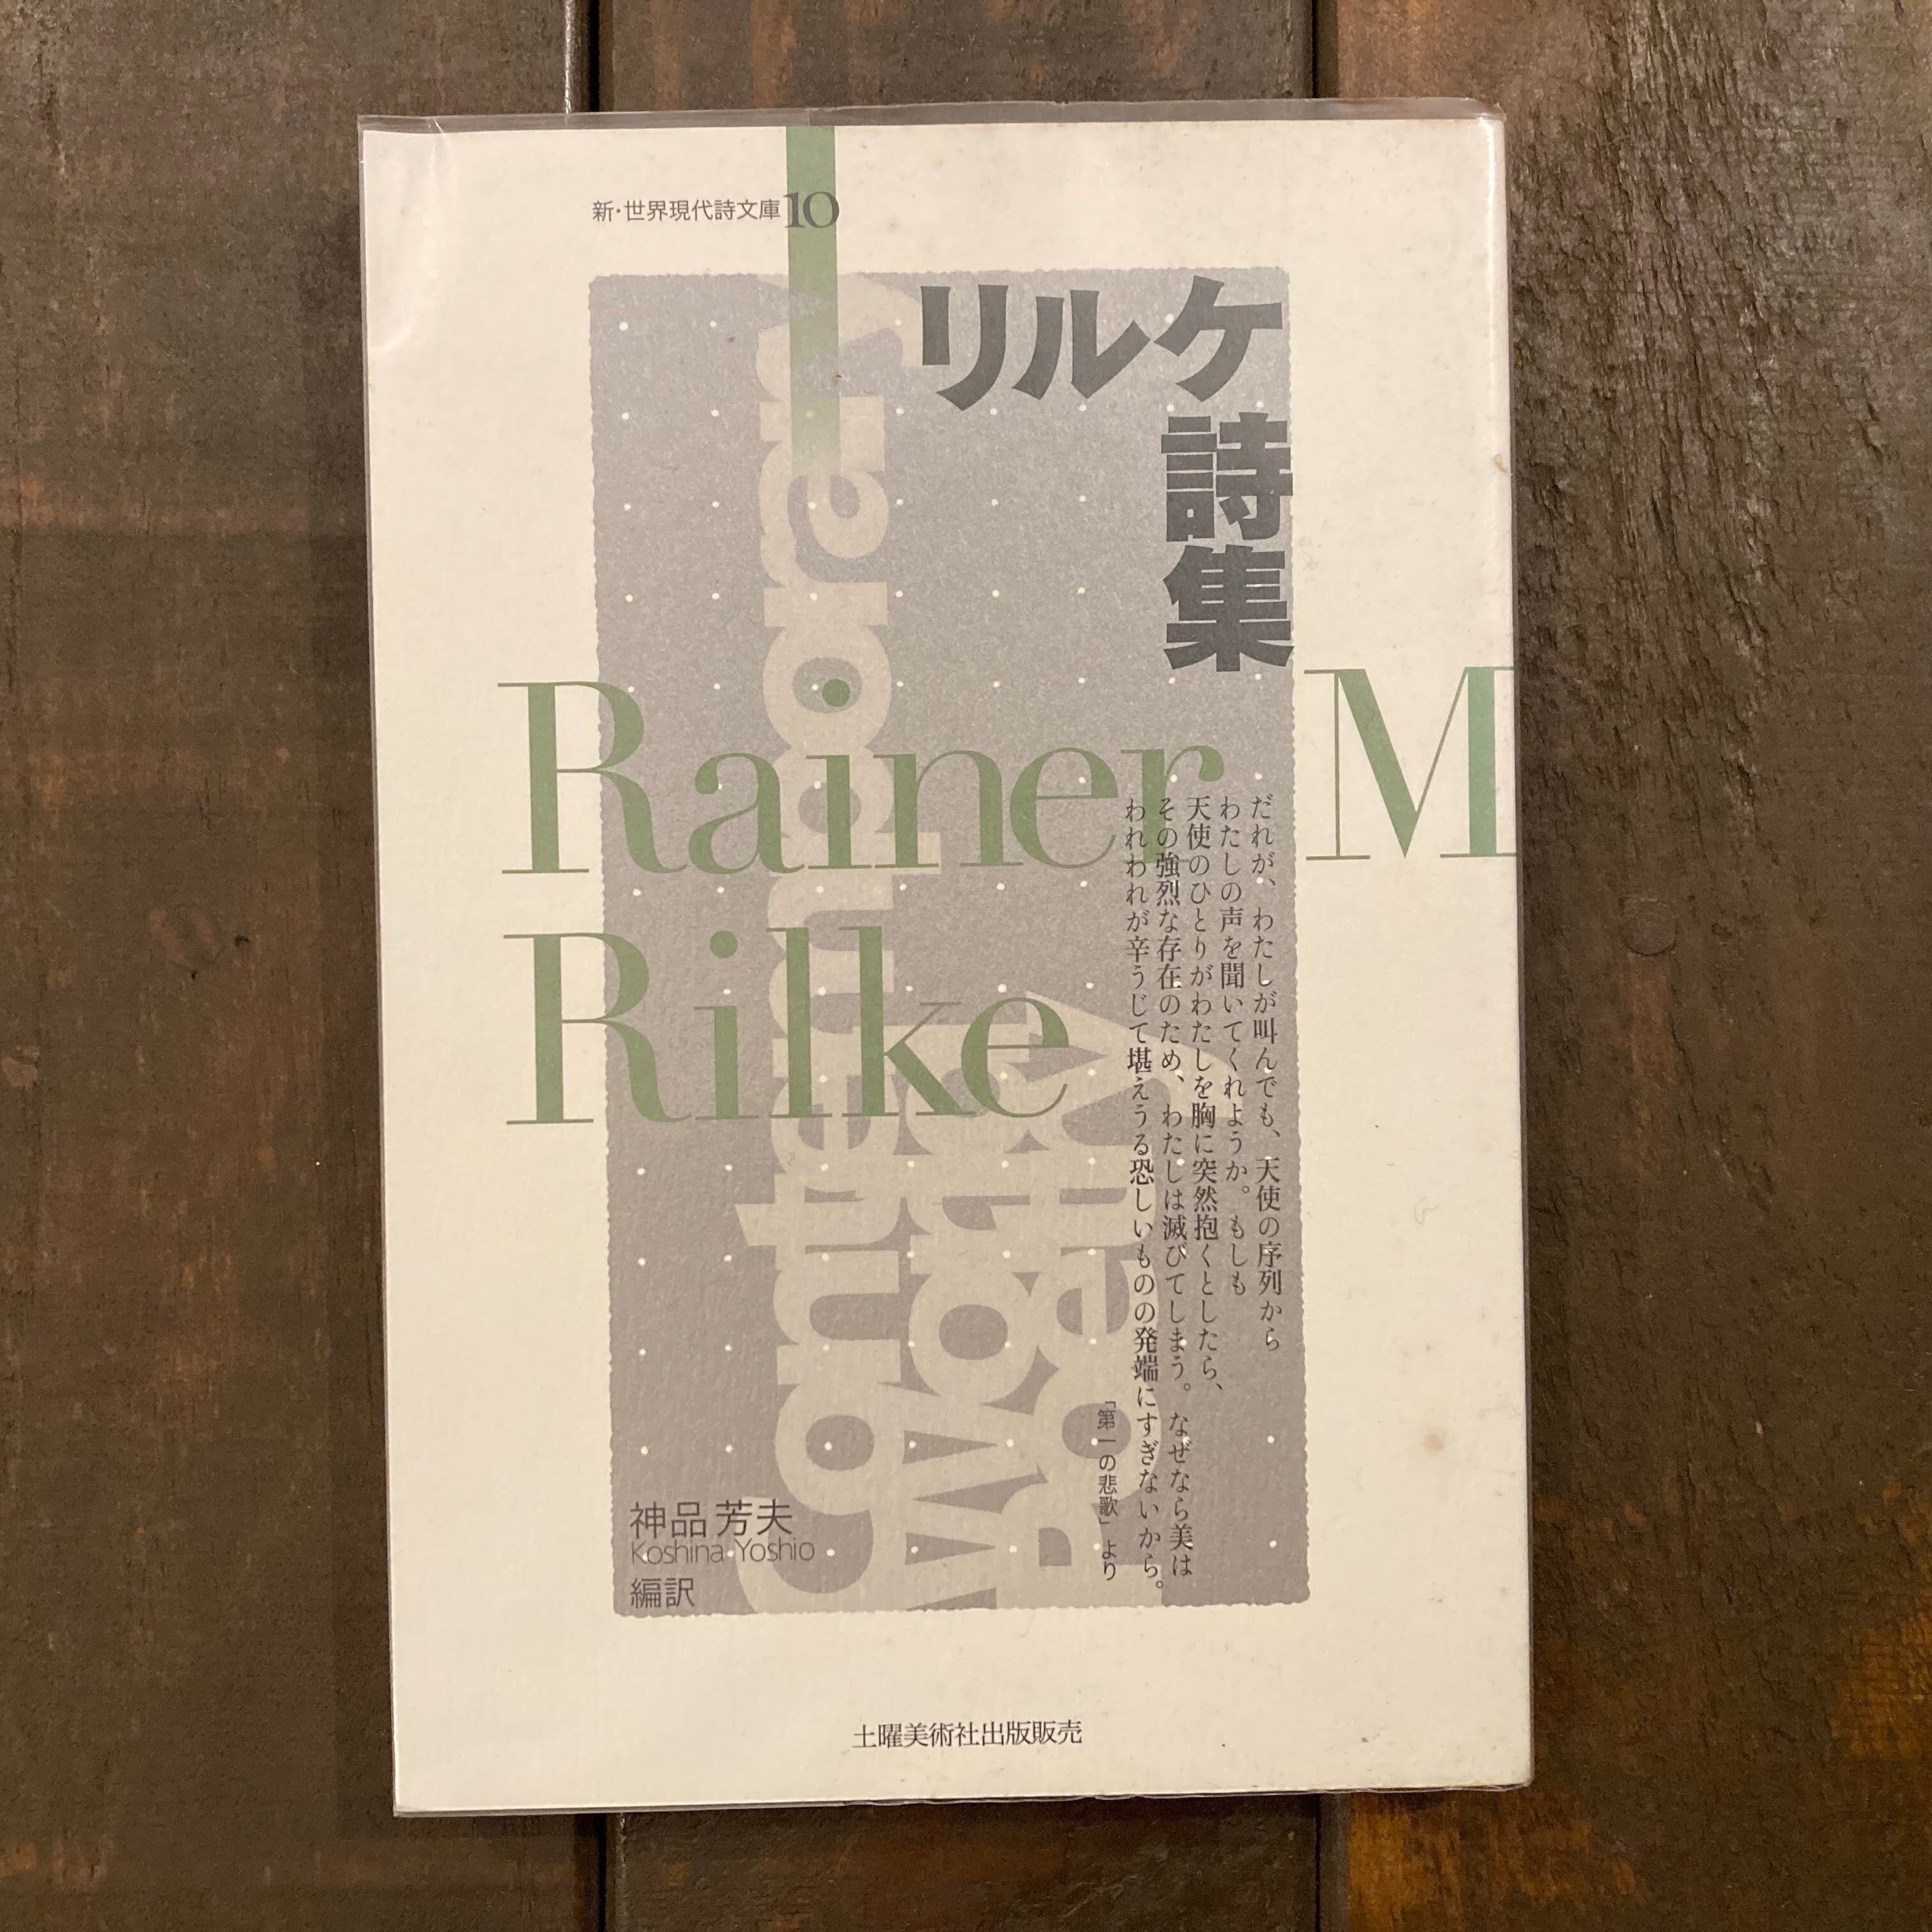 新・世界現代詩文庫10
リルケ
詩集
Rainer M
Rilke
だれが、わたしが叫んでも、天使の序列から
わたしの声を聞いてくれようか。もしも
天使のひとりがわたしを胸に突然抱くとしたら、
その強烈な存在のため、わたしは滅びてしまう。なぜなら美は
われわれが辛うじて堪えうる恐しいものの発端にすぎないから。
「第一の悲歌」より
神品 芳夫
Koshina Yoshio
編訳
土曜美術社出版販売